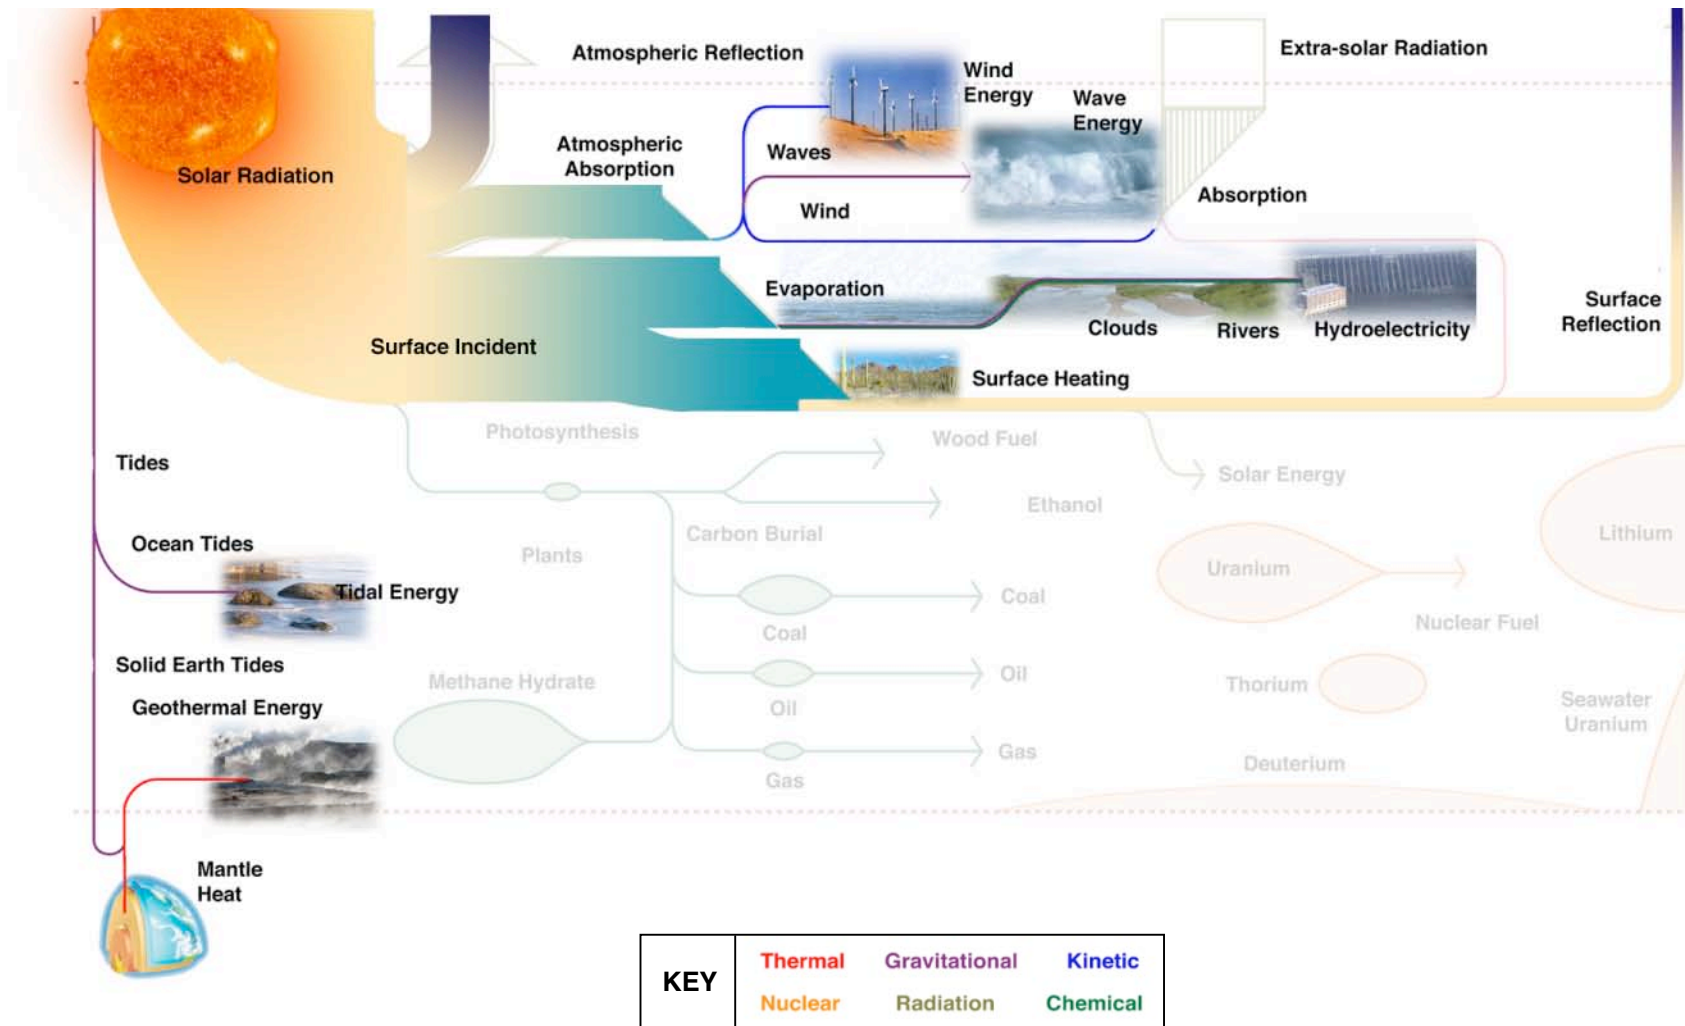 Atmospheric Reflection
Extra-solar Radiation
Wind
Energy
Wave
Energy
Atmospheric
Absorption
Waves
Solar Radiation
Absorption
Wind
Evaporation
Surface
Reflection
Clouds
Rivers
Hydroelectricity
Surface Incident
Surface Heating
Photosynthesis
Wood Fuel
Tides
Solar Energy
Ethanol
Carbon Burial
Lithium
Ocean Tides
Plants
Uranium
Tidal Energy
Coal
Nuclear Fuel
Coal
Solid Earth Tides
Methane Hydrate
Oil
Thorium
Seawater
Uranium
Geothermal Energy
Oil
Gas
Deuterium
Gas
Mantle
Heat
KEY
Thermal Gravitational Kinetic
Nuclear Radiation Chemical